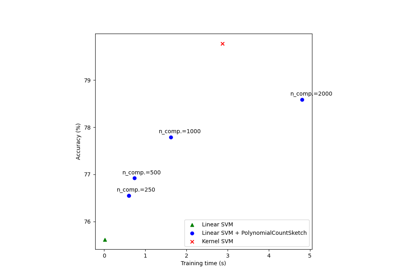 n_comp.=2000
n_comp.=1000
n_comp.=500
n_comp.=250
79
78
77
76
Accuracy (%)
Linear SVM
Linear SVM + PolynomialCountSketch
Kernel SVM
0 1 2 3 4 5
Training time (s)